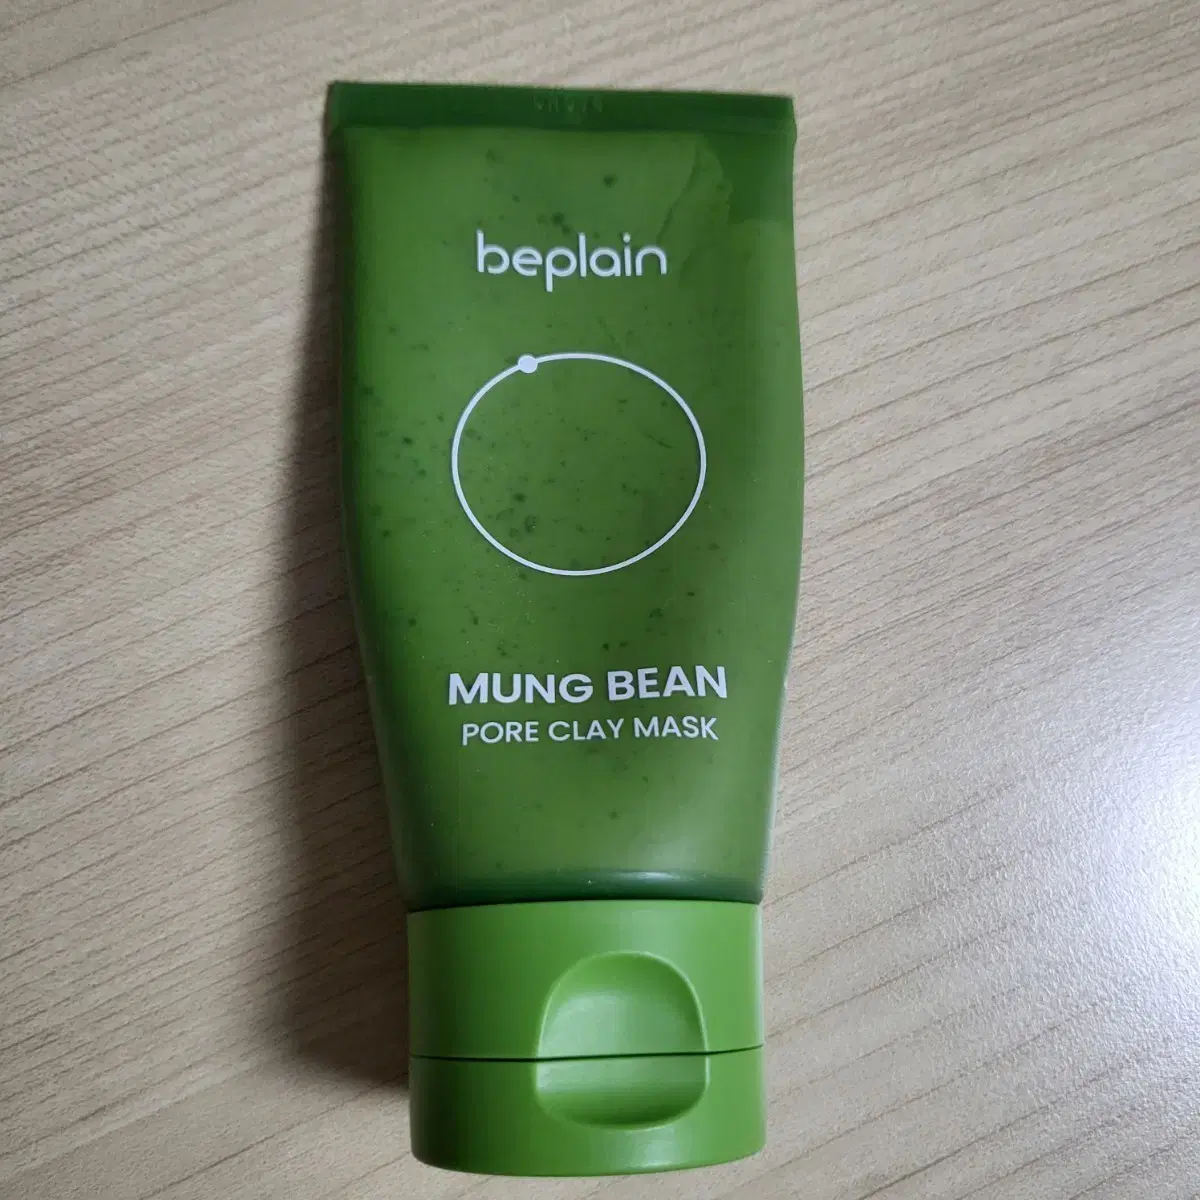 beplain
MUNG BEAN
PORE CLAY MASK